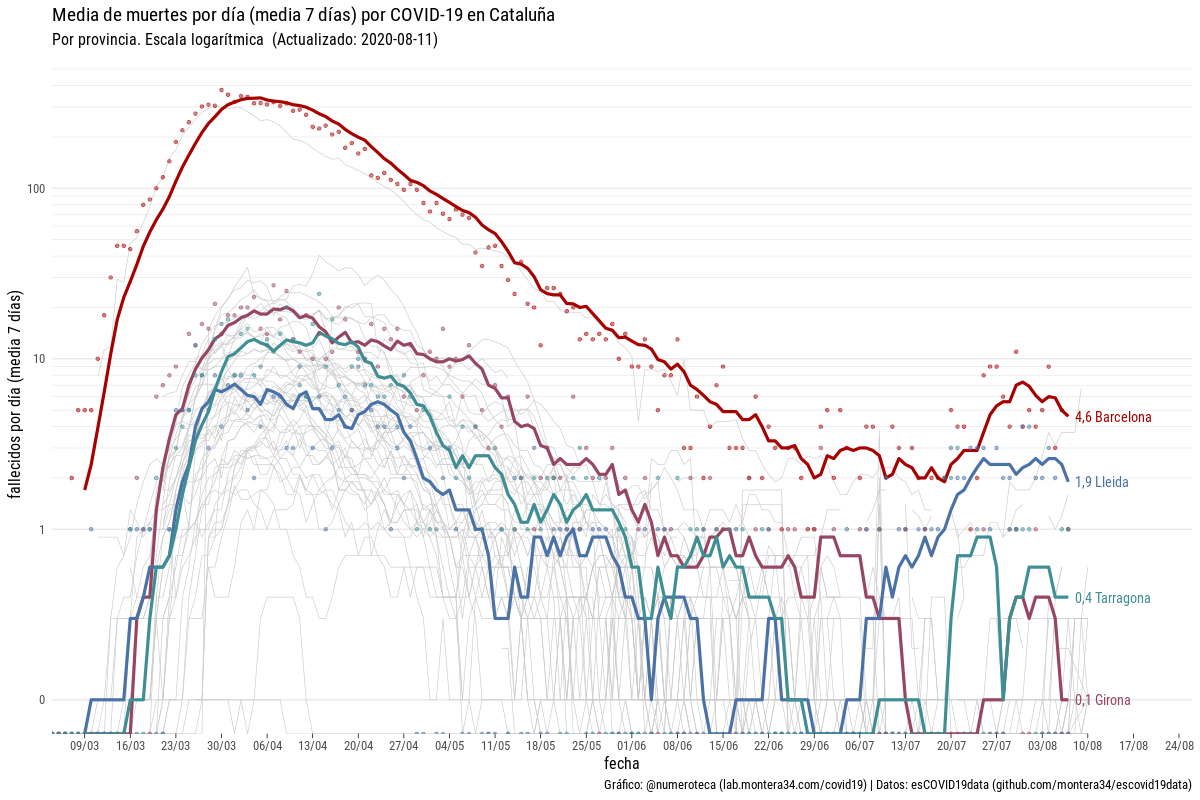 Media de muertes por día (media 7 días) por COVID-19 en Cataluña
Por provincia. Escala logarítmica  (Actualizado: 2020-08-11)
fallecidos por día (media 7 días)
100
10
1
0
4,6 Barcelona
1,9 Lleida
0,4 Tarragona
0,1 Girona
09/03 16/03 23/03 30/03 06/04 13/04 20/04 27/04 04/05 11/05 18/05 25/05 01/06 08/06 15/06 22/06 29/06 06/07 13/07 20/07 27/07 03/08 10/08 17/08 24/08
fecha
Gráfico: @numeroteca (lab.montera34.com/covid19) | Datos: esCOVID19data (github.com/montera34/escovid19data)